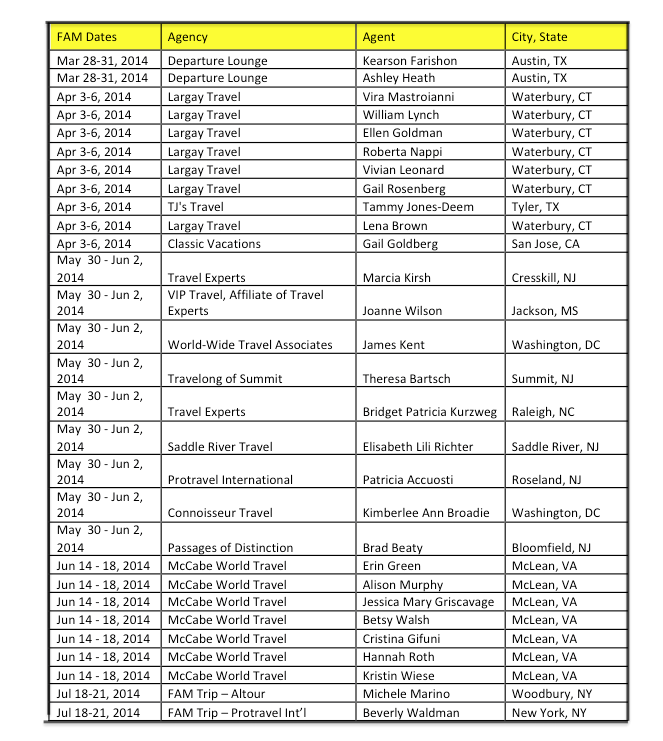 FAM Dates Agency Agent City, State
Mar 28-31, 2014 Departure Lounge Kearson Farishon Austin, TX
Mar 28-31, 2014 Departure Lounge Ashley Heath Austin, TX
Apr 3-6, 2014 Largay Travel Vira Mastroianni Waterbury, CT
Apr 3-6, 2014 Largay Travel William Lynch Waterbury, CT
Apr 3-6, 2014 Largay Travel Ellen Goldman Waterbury, CT
Apr 3-6, 2014 Largay Travel Roberta Nappi Waterbury, CT
Apr 3-6, 2014 Largay Travel Vivian Leonard Waterbury, CT
Apr 3-6, 2014 Largay Travel Gail Rosenberg Waterbury, CT
Apr 3-6, 2014 TJ's Travel Tammy Jones-Deem Tyler, TX
Apr 3-6, 2014 Largay Travel Lena Brown Waterbury, CT
Apr 3-6, 2014 Classic Vacations Gail Goldberg San Jose, CA
May 30 - Jun 2,
2014 Travel Experts Marcia Kirsh Cresskill, NJ
May 30 - Jun 2, VIP Travel, Affiliate of Travel
2014 Experts Joanne Wilson Jackson, MS
May 30 - Jun 2,
2014 World-Wide Travel Associates James Kent Washington, DC
May 30 - Jun 2,
2014 Travelong of Summit Theresa Bartsch Summit, NJ
May 30 - Jun 2,
2014 Travel Experts Bridget Patricia Kurzweg Raleigh, NC
May 30 - Jun 2,
2014 Saddle River Travel Elisabeth Lili Richter Saddle River, NJ
May 30 - Jun 2,
2014 Protravel International Patricia Accuosti Roseland, NJ
May 30 - Jun 2,
2014 Connoisseur Travel Kimberlee Ann Broadie Washington, DC
May 30 - Jun 2,
2014 Passages of Distinction Brad Beaty Bloomfield, NJ
Jun 14 - 18, 2014 McCabe World Travel Erin Green McLean, VA
Jun 14 - 18, 2014 McCabe World Travel Alison Murphy McLean, VA
Jun 14 - 18, 2014 McCabe World Travel Jessica Mary Griscavage McLean, VA
Jun 14 - 18, 2014 McCabe World Travel Betsy Walsh McLean, VA
Jun 14 - 18, 2014 McCabe World Travel Cristina Gifuni McLean, VA
Jun 14 - 18, 2014 McCabe World Travel Hannah Roth McLean, VA
Jun 14 - 18, 2014 McCabe World Travel Kristin Wiese McLean, VA
Jul 18-21, 2014 FAM Trip – Altour Michele Marino Woodbury, NY
Jul 18-21, 2014 FAM Trip – Protravel Int'l Beverly Waldman New York, NY